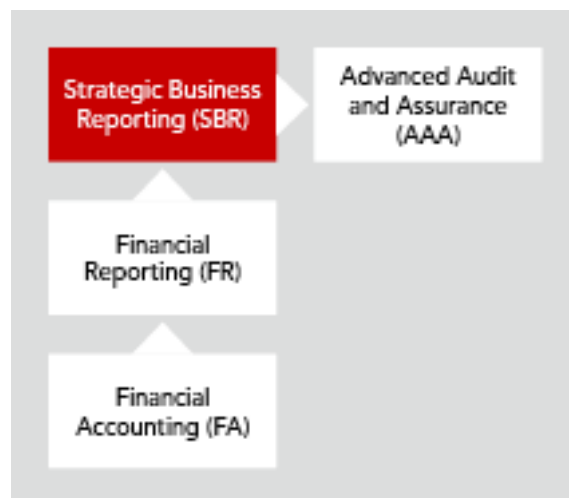 Strategic Business
Reporting (SBR)
Advanced Audit
and Assurance
(AAA)
Financial
Reporting (FR)
Financial
Accounting (FA)